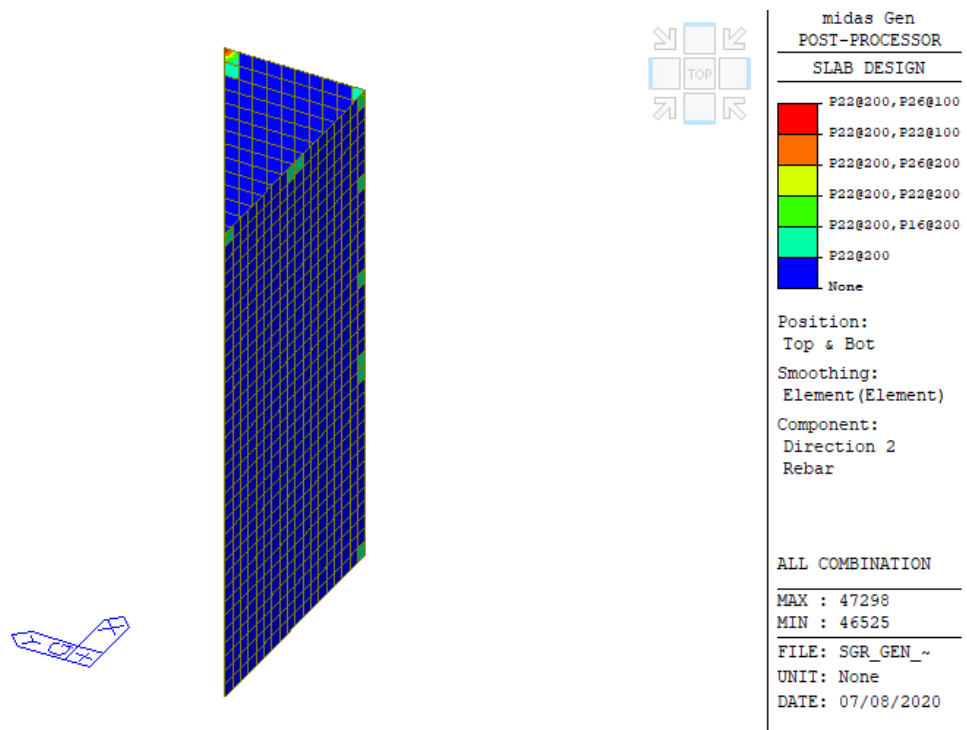 TOP
midas Gen
POST-PROCESSOR
SLAB DESIGN
P22@200,P26@100
P22@200,P22@100
P22@200,P26@200
P22@200,P22@200
P22@200,P16@200
P22@200
None
Position:
Top & Bot
Smoothing:
Element(Element)
Component:
Direction 2
Rebar
ALL COMBINATION
MAX : 47298
MIN : 46525
FILE: SGR_GEN_~
UNIT: None
DATE: 07/08/2020
Y
X